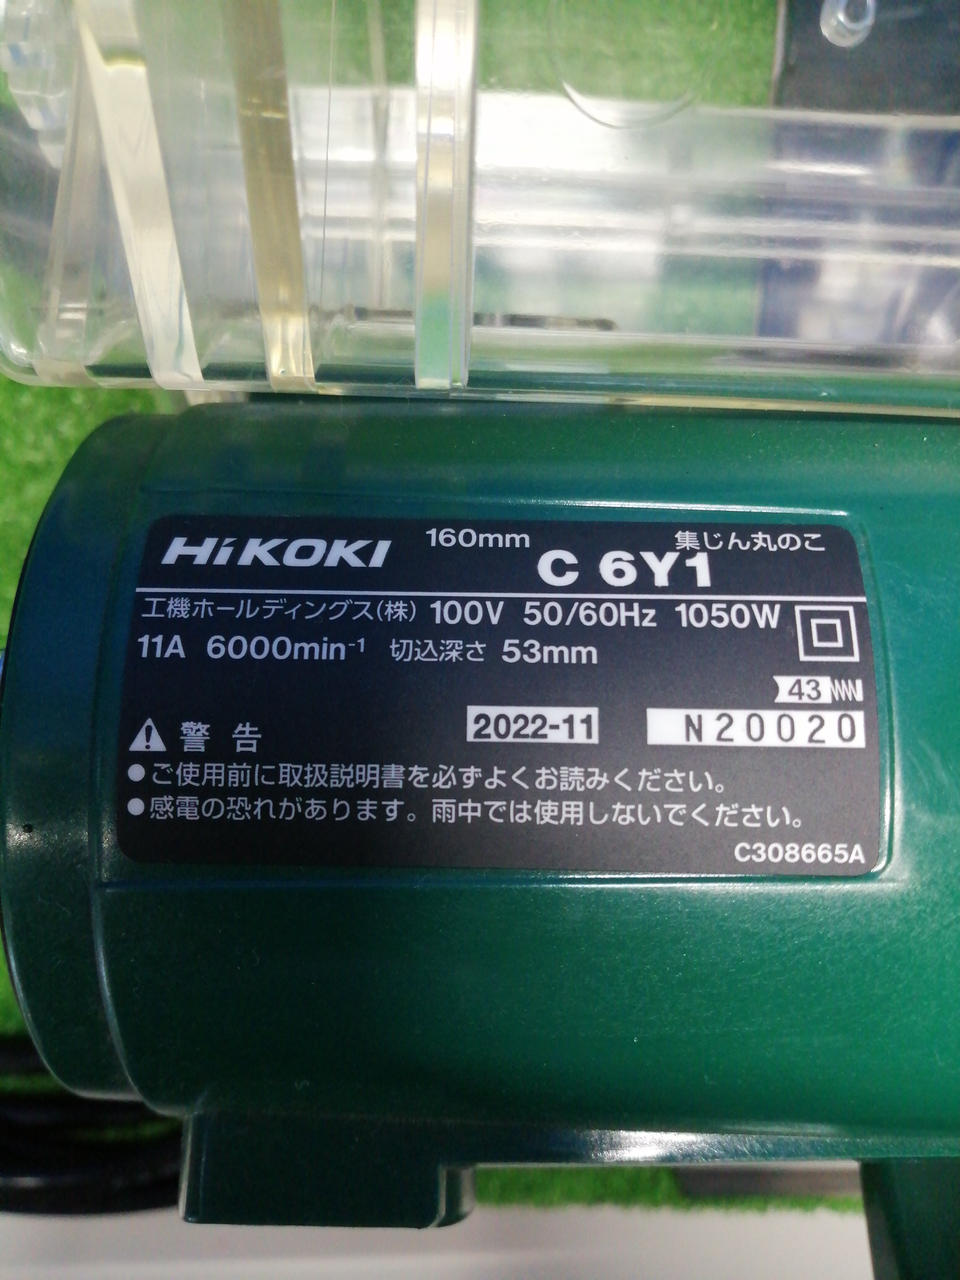 HiKOKI 160mm C 6Y1 集じん丸のこ
工機ホールディングス(株) 100V 50/60Hz 1050W
11A 6000min⁻¹ 切込深さ 53mm
43
⚠ 警 告 2022-11 N20020
●ご使用前に取扱説明書を必ずよくお読みください。
●感電の恐れがあります。雨中では使用しないでください。
C308665A